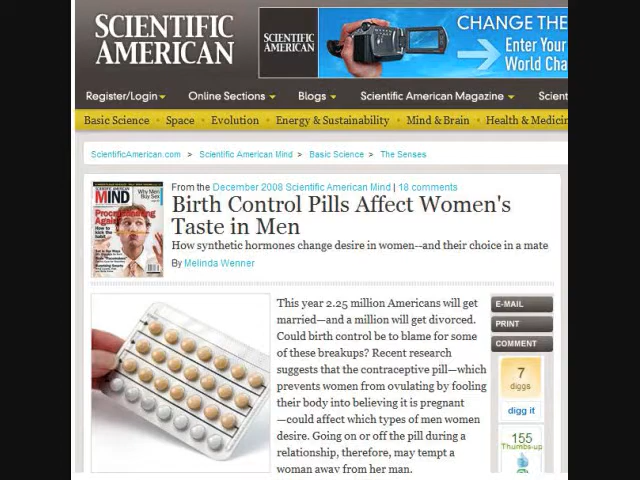 SCIENTIFIC
AMERICAN
SCIENTIFIC
AMERICAN
CHANGE THE
Enter Your
World Cha
Register/Login
Online Sections
Blogs
Scientific American Magazine
Scient
Basic Science • Space • Evolution • Energy & Sustainability • Mind & Brain • Health & Medicin
ScientificAmerican.com > Scientific American Mind > Basic Science > The Senses
MIND
Why Men
Buy Sex
Procrastinating
Again?
From the December 2008 Scientific American Mind | 18 comments
Birth Control Pills Affect Women's
Taste in Men
How synthetic hormones change desire in women--and their choice in a mate
By Melinda Wenner
This year 2.25 million Americans will get
married—and a million will get divorced.
Could birth control be to blame for some
of these breakups? Recent research
suggests that the contraceptive pill—which
prevents women from ovulating by fooling
their body into believing it is pregnant
—could affect which types of men women
desire. Going on or off the pill during a
relationship, therefore, may tempt a
woman away from her man.
E-MAIL
PRINT
COMMENT
7
diggs
digg it
155
Thumbs-up